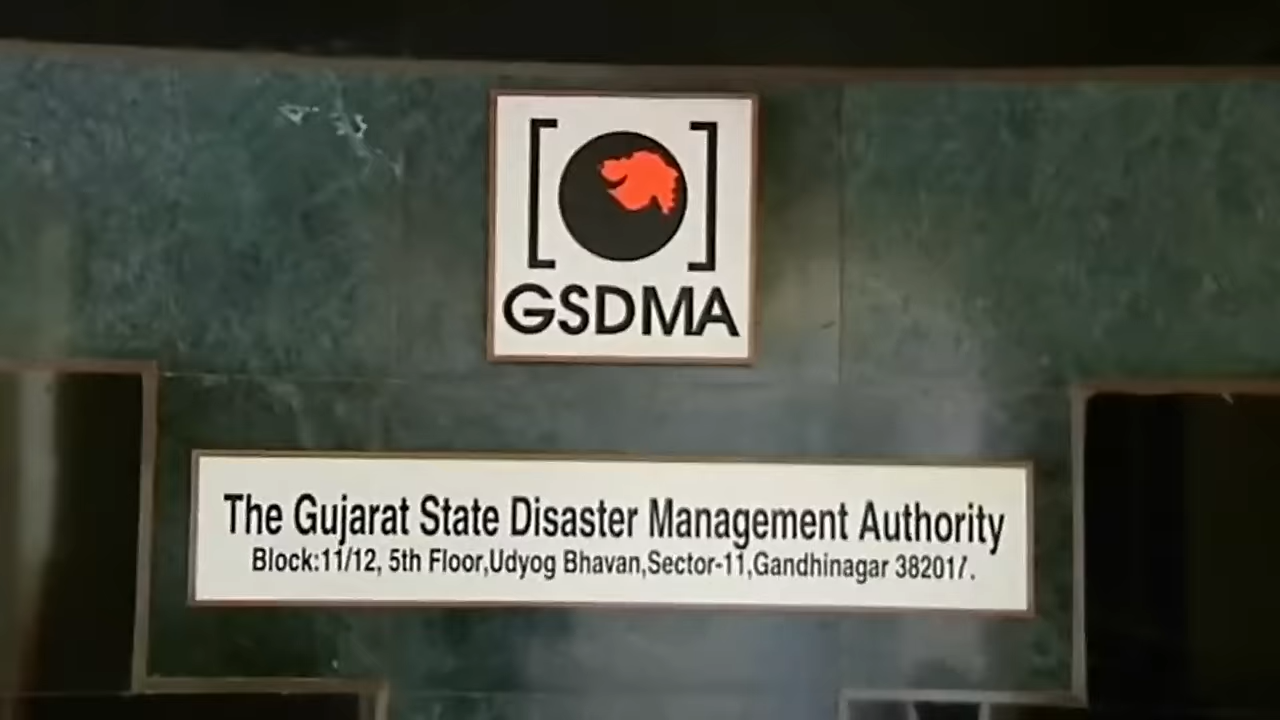 GSDMA
The Gujarat State Disaster Management Authority
Block:11/12, 5th Floor,Udyog Bhavan,Sector-11,Gandhinagar 382017.